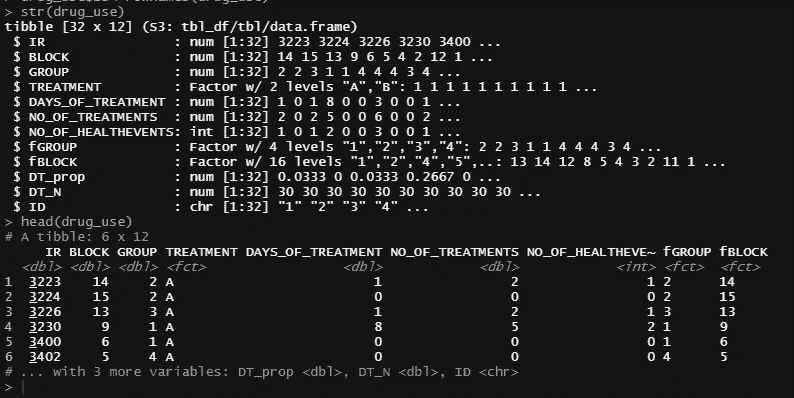 > str(drug_use)
tibble [32 x 12] (S3: tbl_df/tbl/data.frame)
$ IR : num [1:32] 3223 3224 3226 3230 3400 ...
$ BLOCK : num [1:32] 14 15 13 9 6 5 4 2 12 1 ...
$ GROUP : num [1:32] 2 2 3 1 1 4 4 4 3 4 ...
$ TREATMENT : Factor w/ 2 levels "A","B": 1 1 1 1 1 1 1 1 1 1 ...
$ DAYS_OF_TREATMENT : num [1:32] 1 0 1 8 0 0 3 0 0 1 ...
$ NO_OF_TREATMENTS : num [1:32] 2 0 2 5 0 0 6 0 0 2 ...
$ NO_OF_HEALTHEVENTS: int [1:32] 1 0 1 2 0 0 3 0 0 1 ...
$ fGROUP : Factor w/ 4 levels "1","2","3","4": 2 2 3 1 1 4 4 4 3 4 ...
$ fBLOCK : Factor w/ 16 levels "1","2","4","5",..: 13 14 12 8 5 4 3 2 11 1 ...
$ DT_prop : num [1:32] 0.0333 0 0.0333 0.2667 0 ...
$ DT_N : num [1:32] 30 30 30 30 30 30 30 30 30 30 ...
$ ID : chr [1:32] "1" "2" "3" "4" ...
> head(drug_use)
# A tibble: 6 x 12
IR BLOCK GROUP TREATMENT DAYS_OF_TREATMENT NO_OF_TREATMENTS NO_OF_HEALTHEVE~ fGROUP fBLOCK
<dbl> <dbl> <dbl> <fct> <dbl> <dbl> <int> <fct> <fct>
1 3223 14 2 A 1 2 1 2 14
2 3224 15 2 A 0 0 0 2 15
3 3226 13 3 A 1 2 1 3 13
4 3230 9 1 A 8 5 2 1 9
5 3400 6 1 A 0 0 0 1 6
6 3402 5 4 A 0 0 0 4 5
# ... with 3 more variables: DT_prop <dbl>, DT_N <dbl>, ID <chr>
>